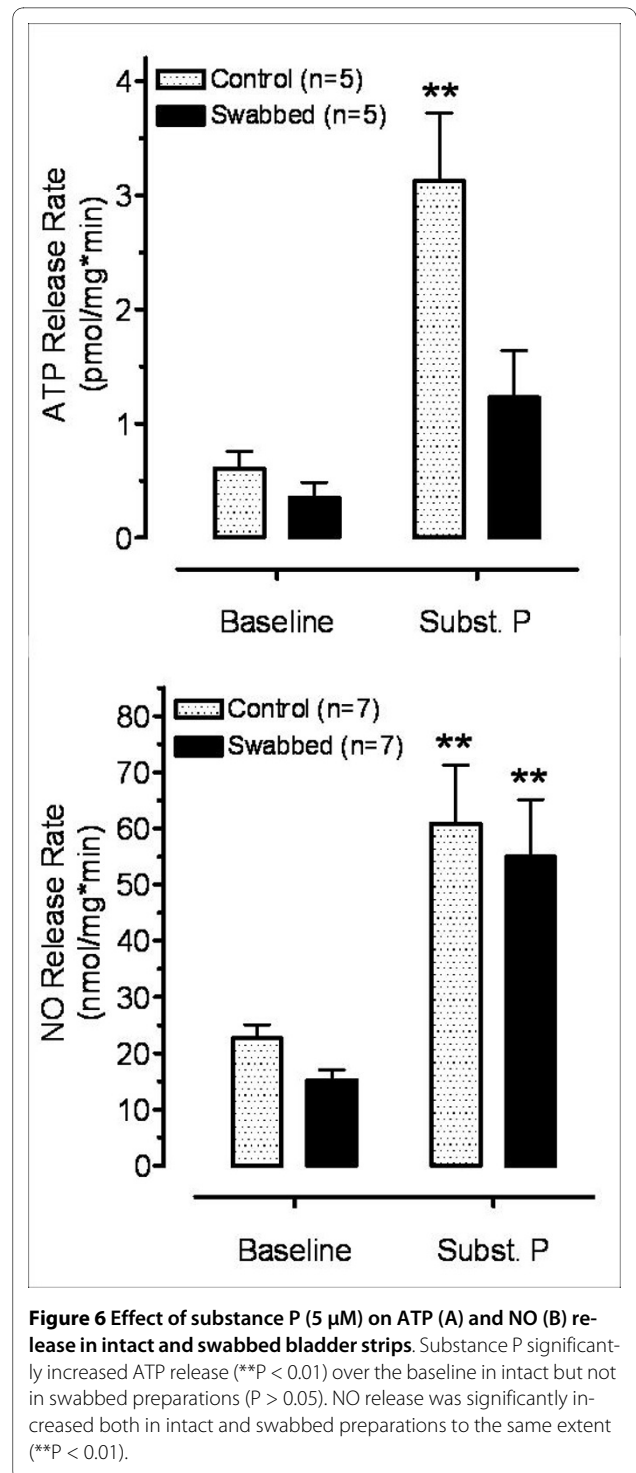 4
Control (n=5)
**
Swabbed (n=5)
3
2
1
0
ATP Release Rate
(pmol/mg*min)
Baseline Subst. P
80
Control (n=7)
70
Swabbed (n=7)
**
**
60
50
40
30
20
10
0
NO Release Rate
(nmol/mg*min)
Baseline Subst. P
Figure 6 Effect of substance P (5 µM) on ATP (A) and NO (B) re-
lease in intact and swabbed bladder strips. Substance P significant-
ly increased ATP release (**P < 0.01) over the baseline in intact but not
in swabbed preparations (P > 0.05). NO release was significantly in-
creased both in intact and swabbed preparations to the same extent
(**P < 0.01).